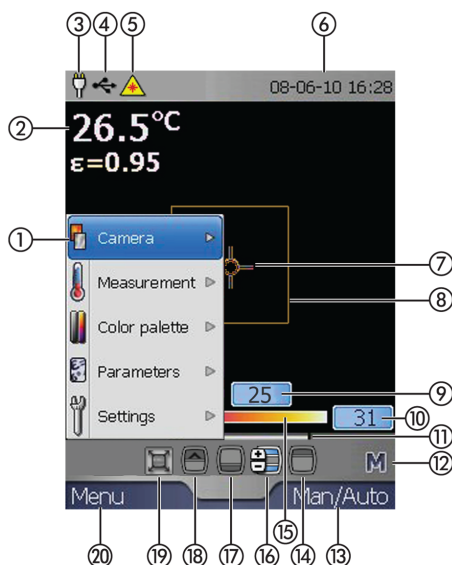 ③ ④ ⑤ ⑥
08-06-10 16:28
② 26.5°C
ε=0.95
① Camera
⑦
Measurement
⑧
Color palette
Parameters
25 ⑨
Settings
31 ⑩
⑪
M ⑫
Menu Man/Auto
⑳ ⑲ ⑱ ⑰ ⑯ ⑮ ⑭ ⑬